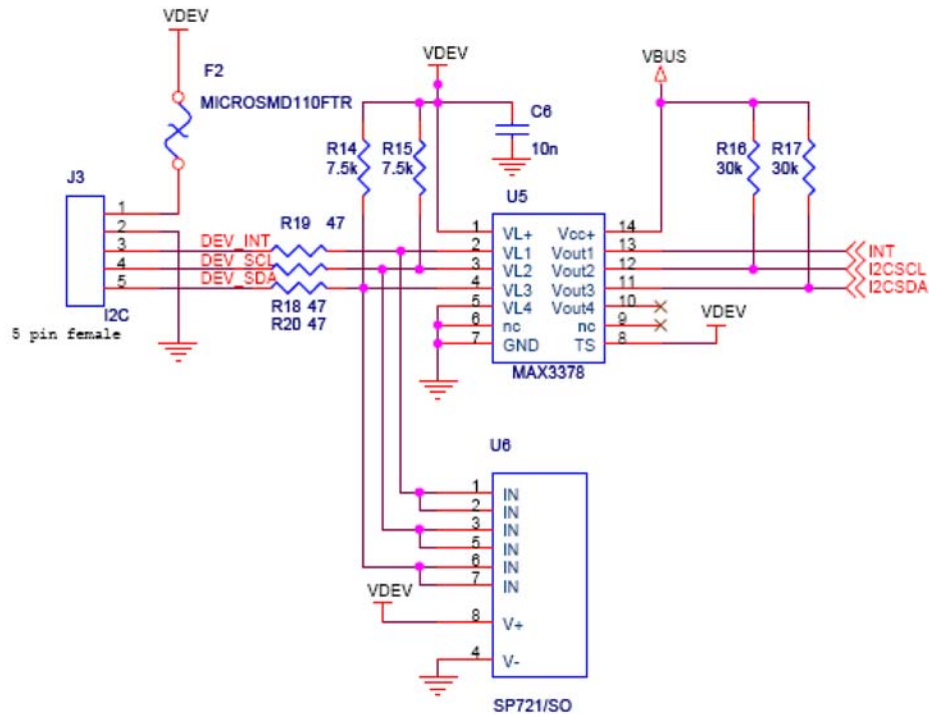 VDEV
F2
MICROSMD110FTR
VDEV
VBUS
C6
10n
R14
7.5k
R15
7.5k
R16
30k
R17
30k
J3
1
2
3
4
5
I2C
5 pin female
DEV_INT
DEV_SCL
DEV_SDA
R19 47
R18 47
R20 47
U5
1 VL+ Vcc+ 14
2 VL1 Vout1 13
3 VL2 Vout2 12
4 VL3 Vout3 11
5 VL4 Vout4 10
6 nc nc 9
7 GND TS 8
MAX3378
INT
I2CSCL
I2CSDA
VDEV
U6
1 IN
2 IN
3 IN
5 IN
6 IN
7 IN
VDEV
8 V+
4 V-
SP721/SO